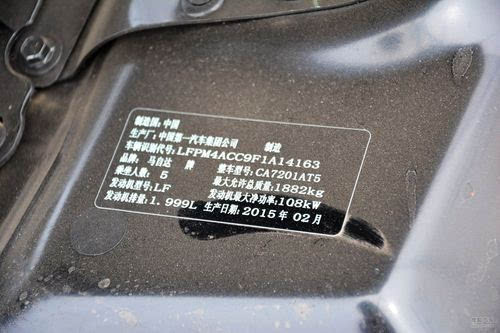 制造国：中国
生产厂：中国第一汽车集团公司 制造
车辆识别代号：LFPM4ACC9F1A14163
品牌：马自达 牌 整车型号：CA7201AT5
乘坐人数：5 最大允许总质量：1882kg
发动机型号：LF 发动机最大净功率：108kW
发动机排量：1.999L 生产日期：2015年02月